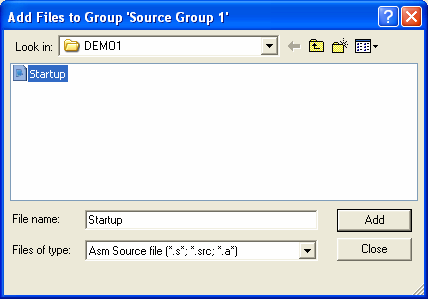 Add Files to Group 'Source Group 1'
Look in: DEMO1
Startup
File name: Startup Add
Files of type: Asm Source file (*.s*; *.src; *.a*) Close